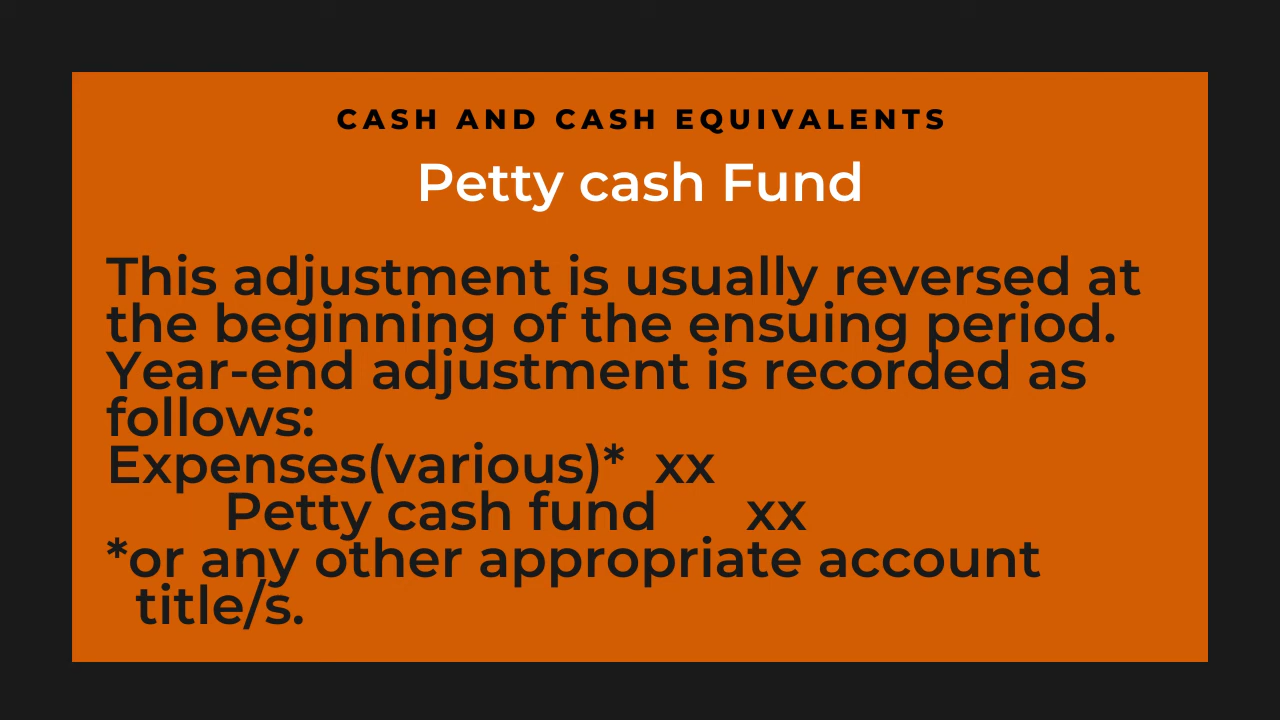 CASH AND CASH EQUIVALENTS
Petty cash Fund
This adjustment is usually reversed at
the beginning of the ensuing period.
Year-end adjustment is recorded as
follows:
Expenses(various)* xx
Petty cash fund xx
*or any other appropriate account
title/s.